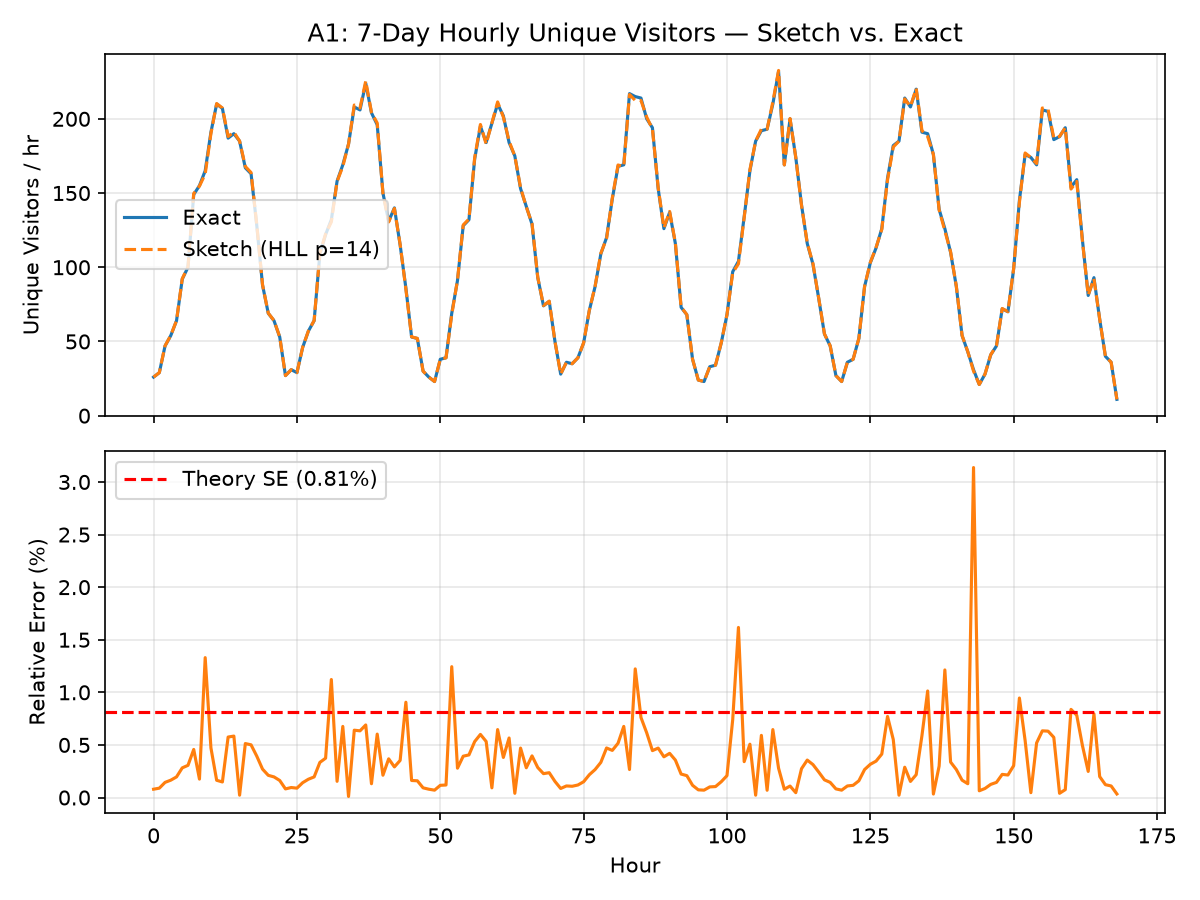 A1: 7-Day Hourly Unique Visitors — Sketch vs. Exact
Unique Visitors / hr
200
150
100
50
0
Exact
Sketch (HLL p=14)
Relative Error (%)
3.0
2.5
2.0
1.5
1.0
0.5
0.0
Theory SE (0.81%)
0 25 50 75 100 125 150 175
Hour